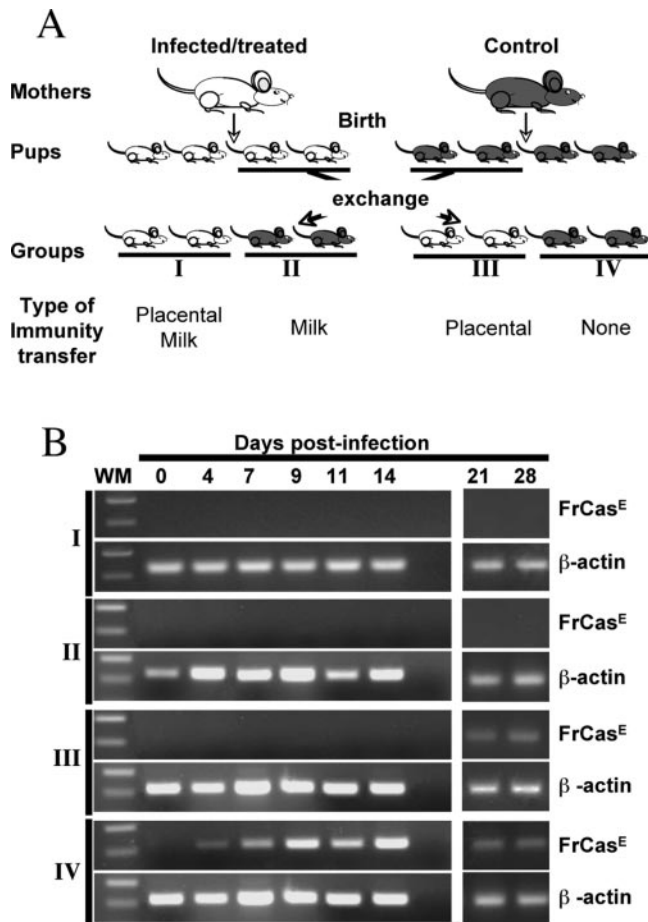 A
Infected/treated Control
Mothers
Birth
Pups
exchange
Groups
I II III IV
Type of Immunity transfer
Placental Milk
Milk
Placental
None
B
Days post-infection
WM 0 4 7 9 11 14 21 28
I
FrCasᴱ
β-actin
II
FrCasᴱ
β-actin
III
FrCasᴱ
β -actin
IV
FrCasᴱ
β-actin